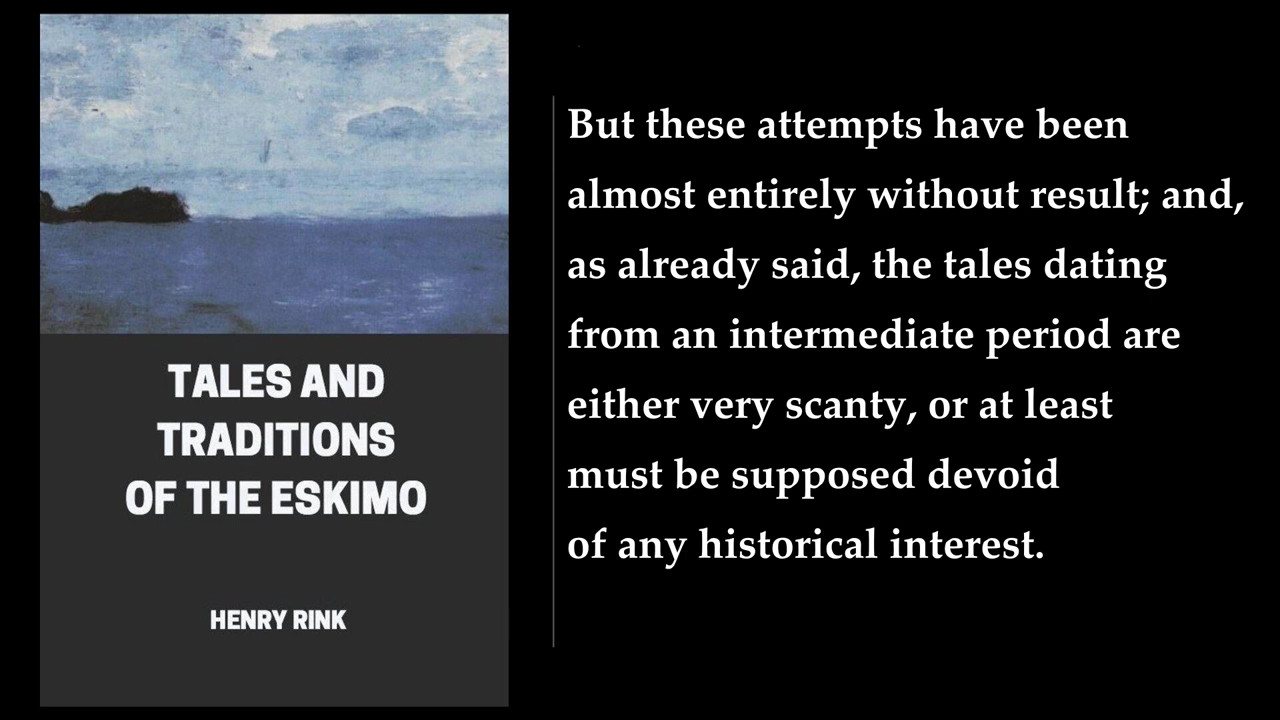 TALES AND
TRADITIONS
OF THE ESKIMO
HENRY RINK
But these attempts have been
almost entirely without result; and,
as already said, the tales dating
from an intermediate period are
either very scanty, or at least
must be supposed devoid
of any historical interest.